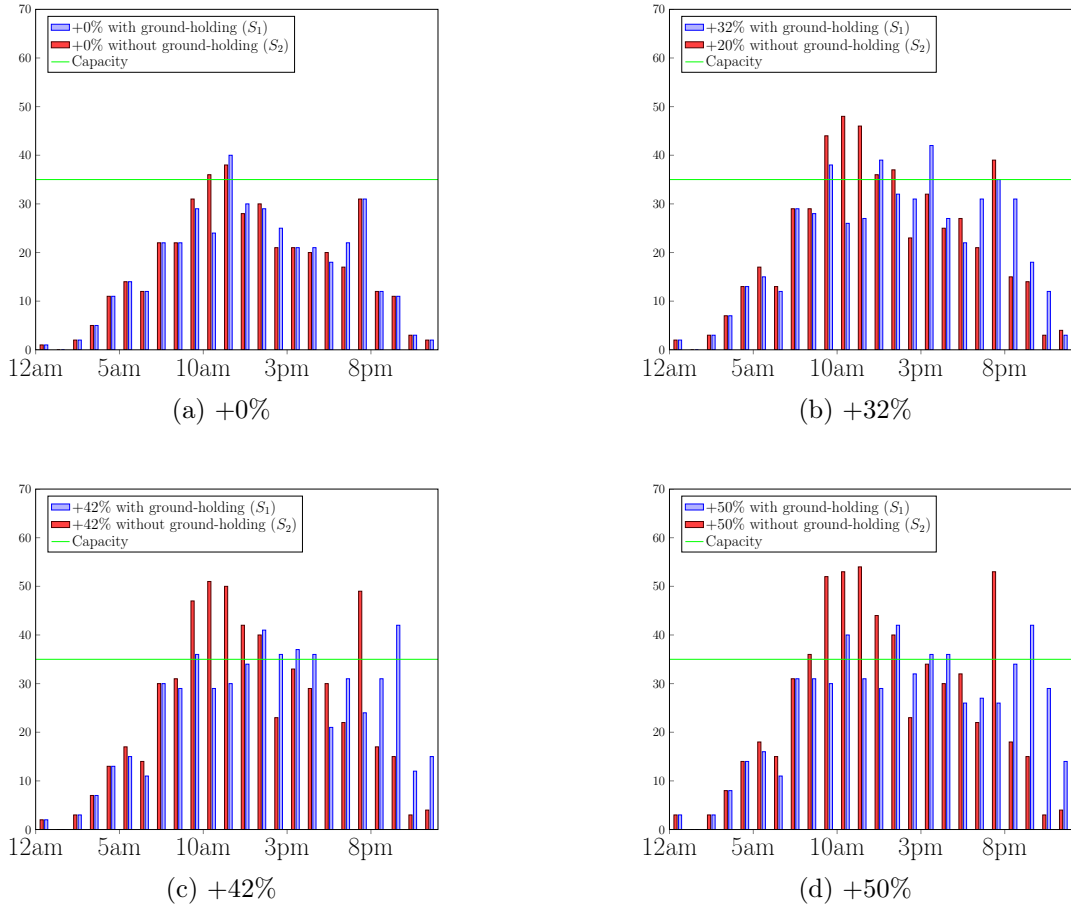 70
60
50
40
30
20
10
0
12am 5am 10am 3pm 8pm
+0% with ground-holding (S1)
+0% without ground-holding (S2)
Capacity
(a) +0%
70
60
50
40
30
20
10
0
12am 5am 10am 3pm 8pm
+32% with ground-holding (S1)
+20% without ground-holding (S2)
Capacity
(b) +32%
70
60
50
40
30
20
10
0
12am 5am 10am 3pm 8pm
+42% with ground-holding (S1)
+42% without ground-holding (S2)
Capacity
(c) +42%
70
60
50
40
30
20
10
0
12am 5am 10am 3pm 8pm
+50% with ground-holding (S1)
+50% without ground-holding (S2)
Capacity
(d) +50%